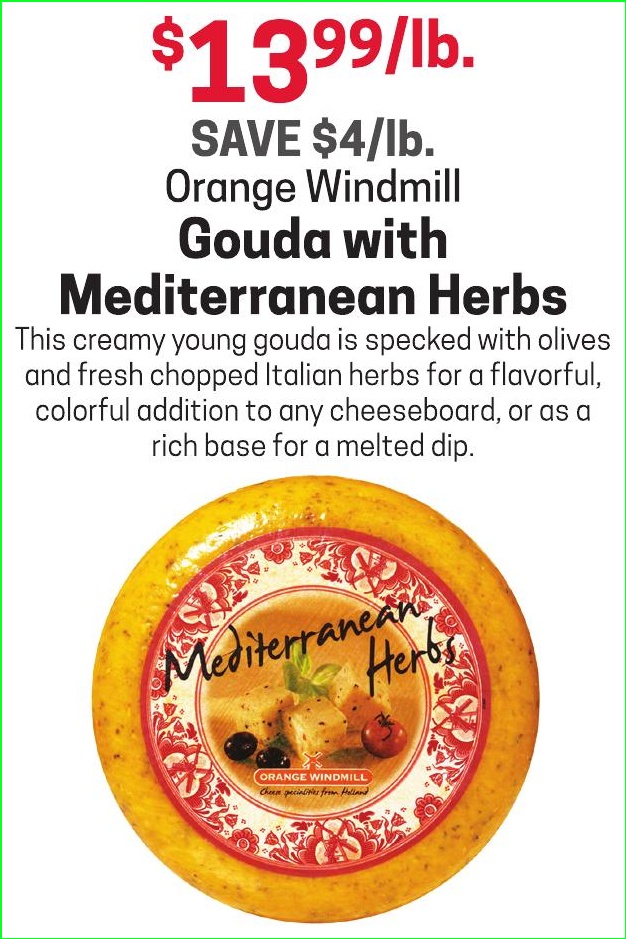 $13 99/lb.
SAVE $4/lb.
Orange Windmill
Gouda with
Mediterranean Herbs
This creamy young gouda is specked with olives
and fresh chopped Italian herbs for a flavorful,
colorful addition to any cheeseboard, or as a
rich base for a melted dip.
Mediterranean
Herbs
ORANGE WINDMILL
Cheese specialities from Holland